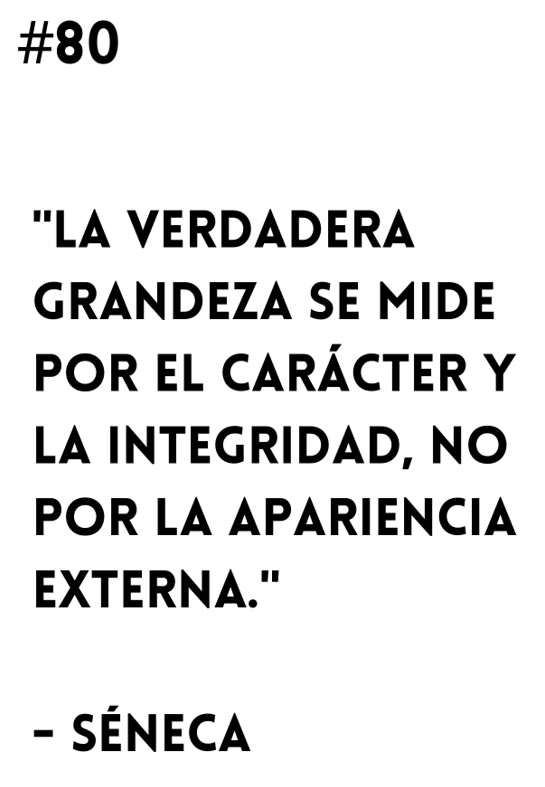 #80
"LA VERDADERA
GRANDEZA SE MIDE
POR EL CARÁCTER Y
LA INTEGRIDAD, NO
POR LA APARIENCIA
EXTERNA."
- SÉNECA